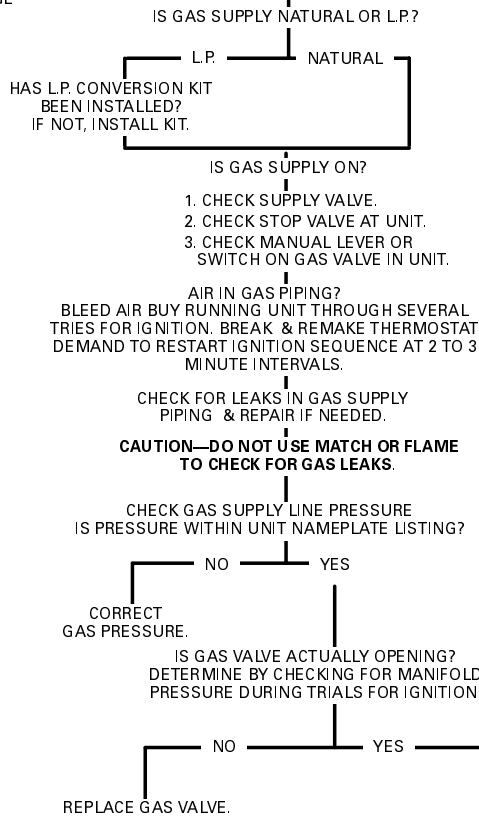 IS GAS SUPPLY NATURAL OR L.P.?
L.P. NATURAL
HAS L.P. CONVERSION KIT
BEEN INSTALLED?
IF NOT, INSTALL KIT.
IS GAS SUPPLY ON?
1. CHECK SUPPLY VALVE.
2. CHECK STOP VALVE AT UNIT.
3. CHECK MANUAL LEVER OR
SWITCH ON GAS VALVE IN UNIT.
AIR IN GAS PIPING?
BLEED AIR BUY RUNNING UNIT THROUGH SEVERAL
TRIES FOR IGNITION. BREAK & REMAKE THERMOSTAT
DEMAND TO RESTART IGNITION SEQUENCE AT 2 TO 3
MINUTE INTERVALS.
CHECK FOR LEAKS IN GAS SUPPLY
PIPING & REPAIR IF NEEDED.
CAUTION—DO NOT USE MATCH OR FLAME
TO CHECK FOR GAS LEAKS.
CHECK GAS SUPPLY LINE PRESSURE
IS PRESSURE WITHIN UNIT NAMEPLATE LISTING?
NO YES
CORRECT
GAS PRESSURE.
IS GAS VALVE ACTUALLY OPENING?
DETERMINE BY CHECKING FOR MANIFOLD
PRESSURE DURING TRIALS FOR IGNITION
NO YES
REPLACE GAS VALVE.